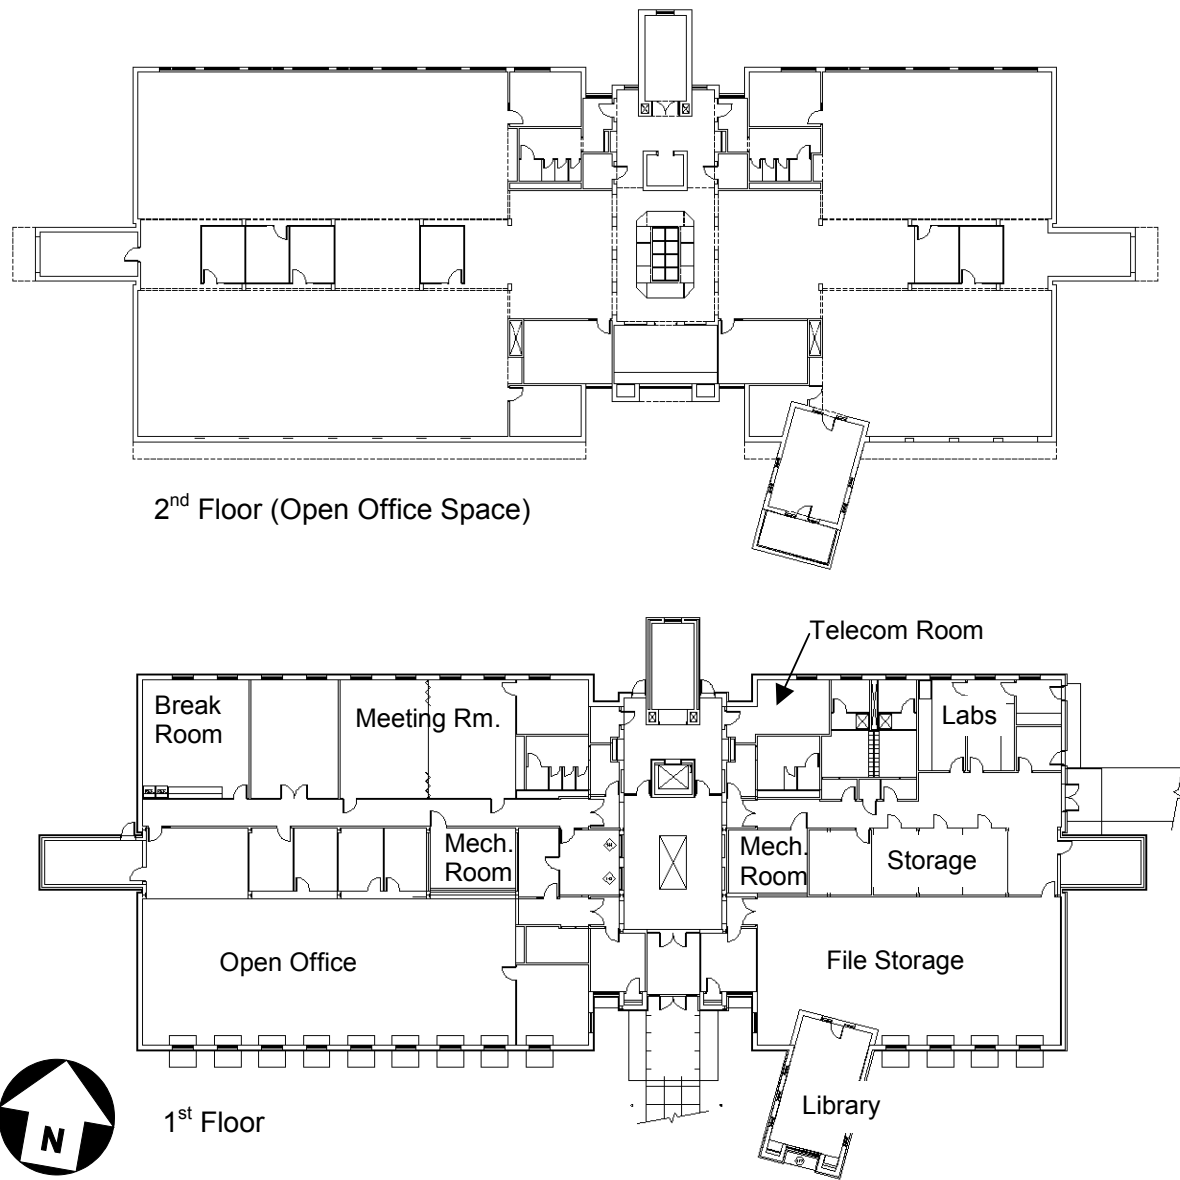 2nd Floor (Open Office Space)
Telecom Room
Break
Room
Meeting Rm.
Labs
Mech.
Room
Mech.
Room
Storage
Open Office
File Storage
Library
1st Floor
N